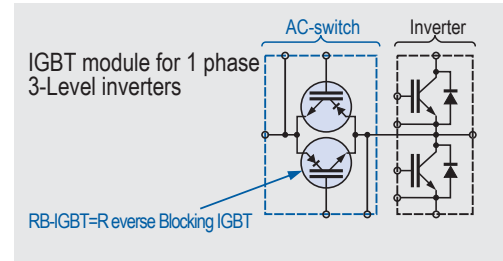 AC-switch
Inverter
IGBT module for 1 phase
3-Level inverters
RB-IGBT=R everse Blocking IGBT